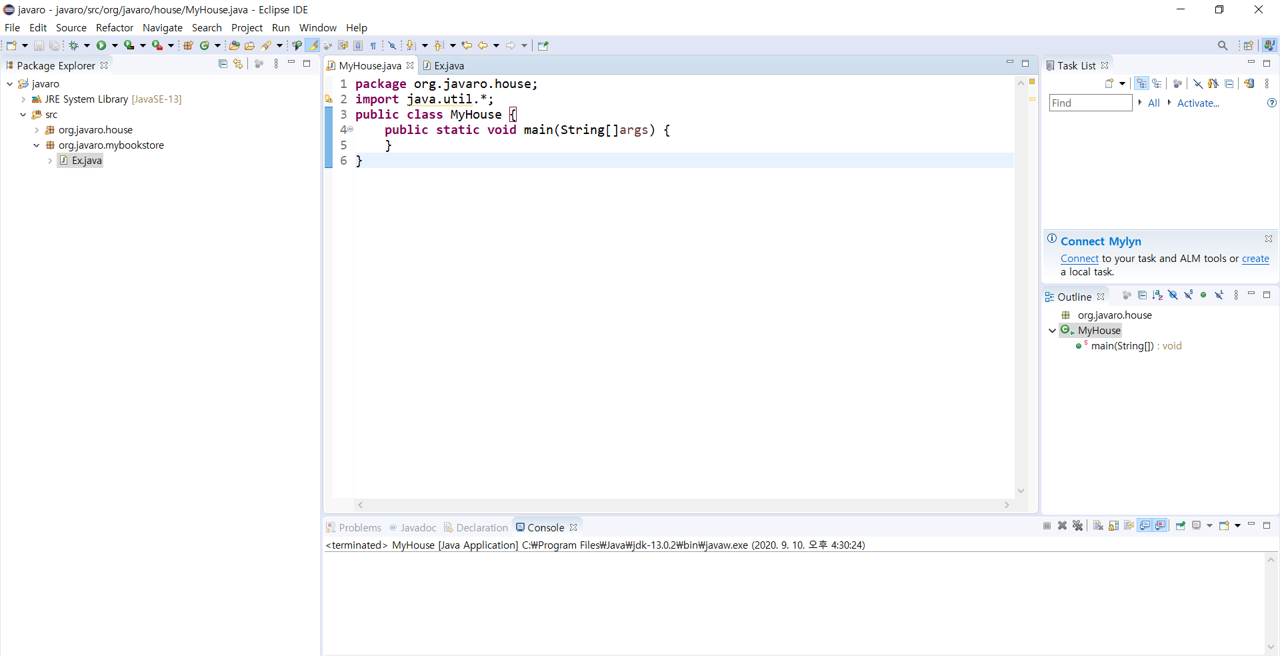 javaro - javaro/src/org/javaro/house/MyHouse.java - Eclipse IDE
File Edit Source Refactor Navigate Search Project Run Window Help
Package Explorer
javaro
JRE System Library [JavaSE-13]
src
org.javaro.house
org.javaro.mybookstore
Ex.java
MyHouse.java Ex.java
1 package org.javaro.house;
2 import java.util.*;
3 public class MyHouse {
4 public static void main(String[]args) {
5 }
6 }
Task List
Find All Activate...
Connect Mylyn
Connect to your task and ALM tools or create
a local task.
Outline
org.javaro.house
MyHouse
main(String[]) : void
Problems Javadoc Declaration Console
<terminated> MyHouse [Java Application] C:₩Program Files₩Java₩jdk-13.0.2₩bin₩javaw.exe (2020. 9. 10. 오후 4:30:24)